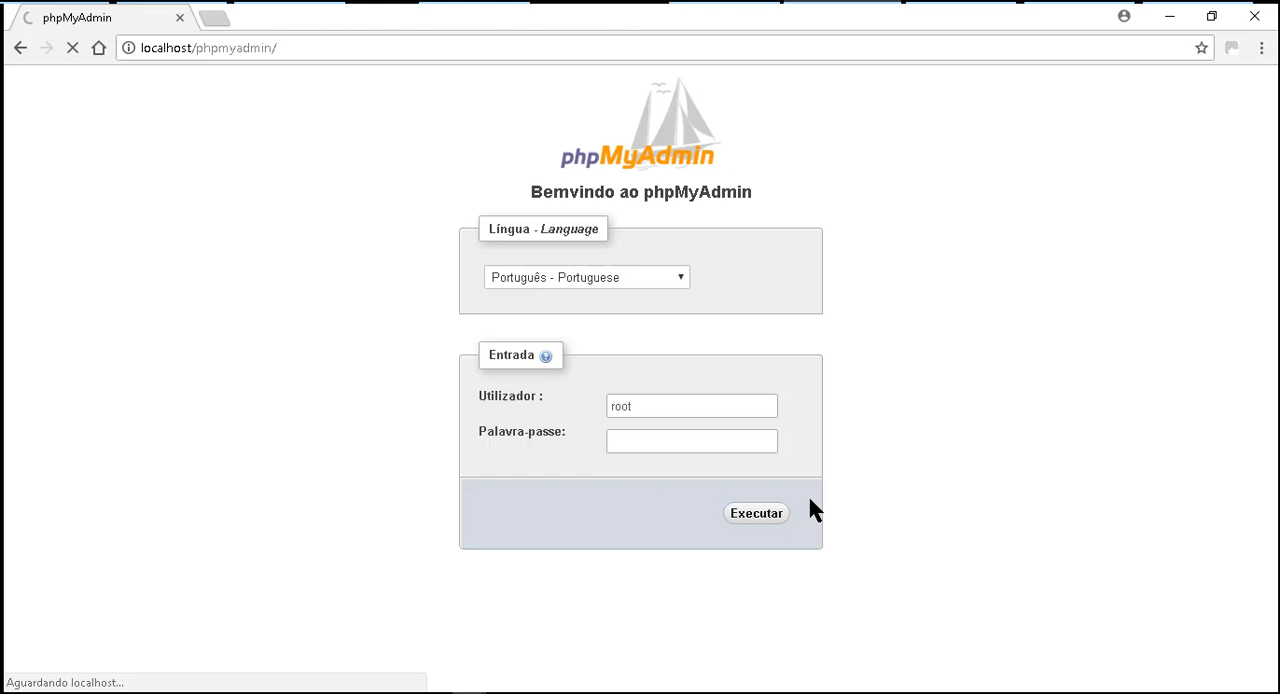 phpMyAdmin
localhost/phpmyadmin/
phpMyAdmin
Bemvindo ao phpMyAdmin
Língua - Language
Português - Portuguese
Entrada
Utilizador :
root
Palavra-passe:
Executar
Aguardando localhost...